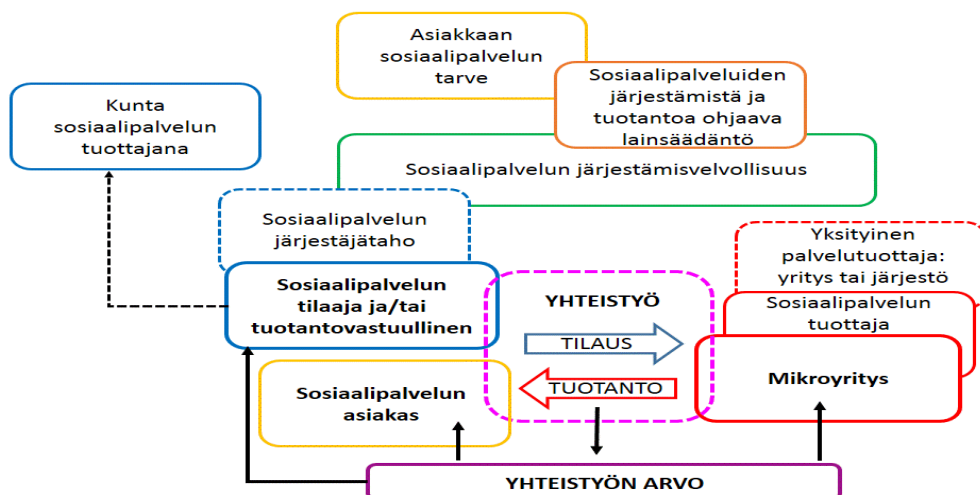 Asiakkaan
sosiaalipalvelun
tarve
Sosiaalipalveluiden
järjestämistä ja
tuotantoa ohjaava
lainsäädäntö
Kunta
sosiaalipalvelun
tuottajana
Sosiaalipalvelun järjestämisvelvollisuus
Sosiaalipalvelun
järjestäjätaho
Yksityinen
palvelutuottaja:
yritys tai järjestö
Sosiaalipalvelun
tilaaja ja/tai
tuotantovastuullinen
YHTEISTYÖ
TILAUS
TUOTANTO
Sosiaalipalvelun
tuottaja
Mikroyritys
Sosiaalipalvelun
asiakas
YHTEISTYÖN ARVO